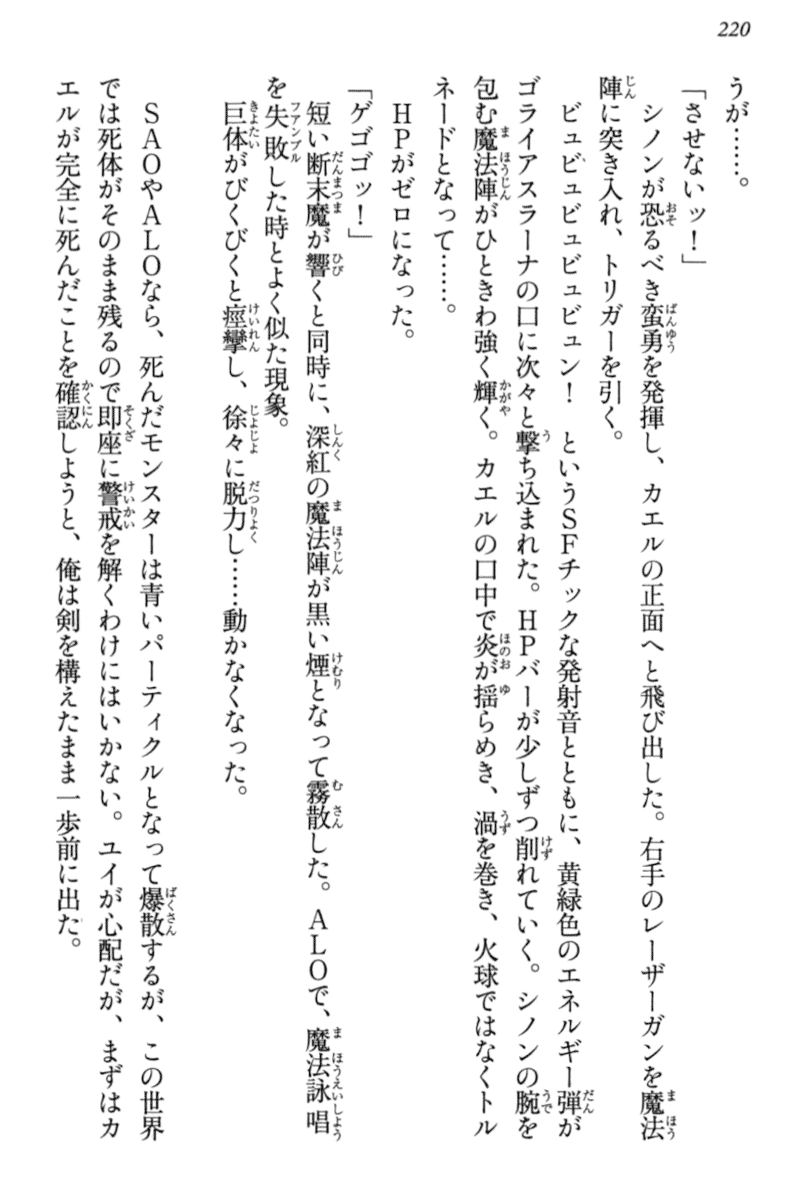 220
うが……。
「させないッ！」
　シノンが恐るべき蛮勇を発揮し、カエルの正面へと飛び出した。右手のレーザーガンを魔法
陣に突き入れ、トリガーを引く。
　ビュビュビュビュビュン！　というSFチックな発射音とともに、黄緑色のエネルギー弾が
ゴライアスラーナの口に次々と撃ち込まれた。HPバーが少しずつ削れていく。シノンの腕を
包む魔法陣がひときわ強く輝く。カエルの口中で炎が揺らめき、渦を巻き、火球ではなくトル
ネードとなって……。
　HPがゼロになった。
「ゲゴゴッ！」
　短い断末魔が響くと同時に、深紅の魔法陣が黒い煙となって霧散した。ALOで、魔法詠唱
を失敗した時とよく似た現象。
　巨体がびくびくと痙攣し、徐々に脱力し……動かなくなった。
　SAOやALOなら、死んだモンスターは青いパーティクルとなって爆散するが、この世界
では死体がそのまま残るので即座に警戒を解くわけにはいかない。ユイが心配だが、まずはカ
エルが完全に死んだことを確認しようと、俺は剣を構えたまま一歩前に出た。